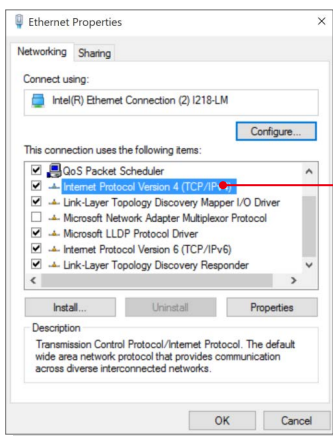 Ethernet Properties
Networking Sharing
Connect using:
Intel(R) Ethernet Connection (2) I218-LM
Configure...
This connection uses the following items:
QoS Packet Scheduler
Internet Protocol Version 4 (TCP/IPv4)
Link-Layer Topology Discovery Mapper I/O Driver
Microsoft Network Adapter Multiplexor Protocol
Microsoft LLDP Protocol Driver
Internet Protocol Version 6 (TCP/IPv6)
Link-Layer Topology Discovery Responder
Install... Uninstall Properties
Description
Transmission Control Protocol/Internet Protocol. The default
wide area network protocol that provides communication
across diverse interconnected networks.
OK Cancel